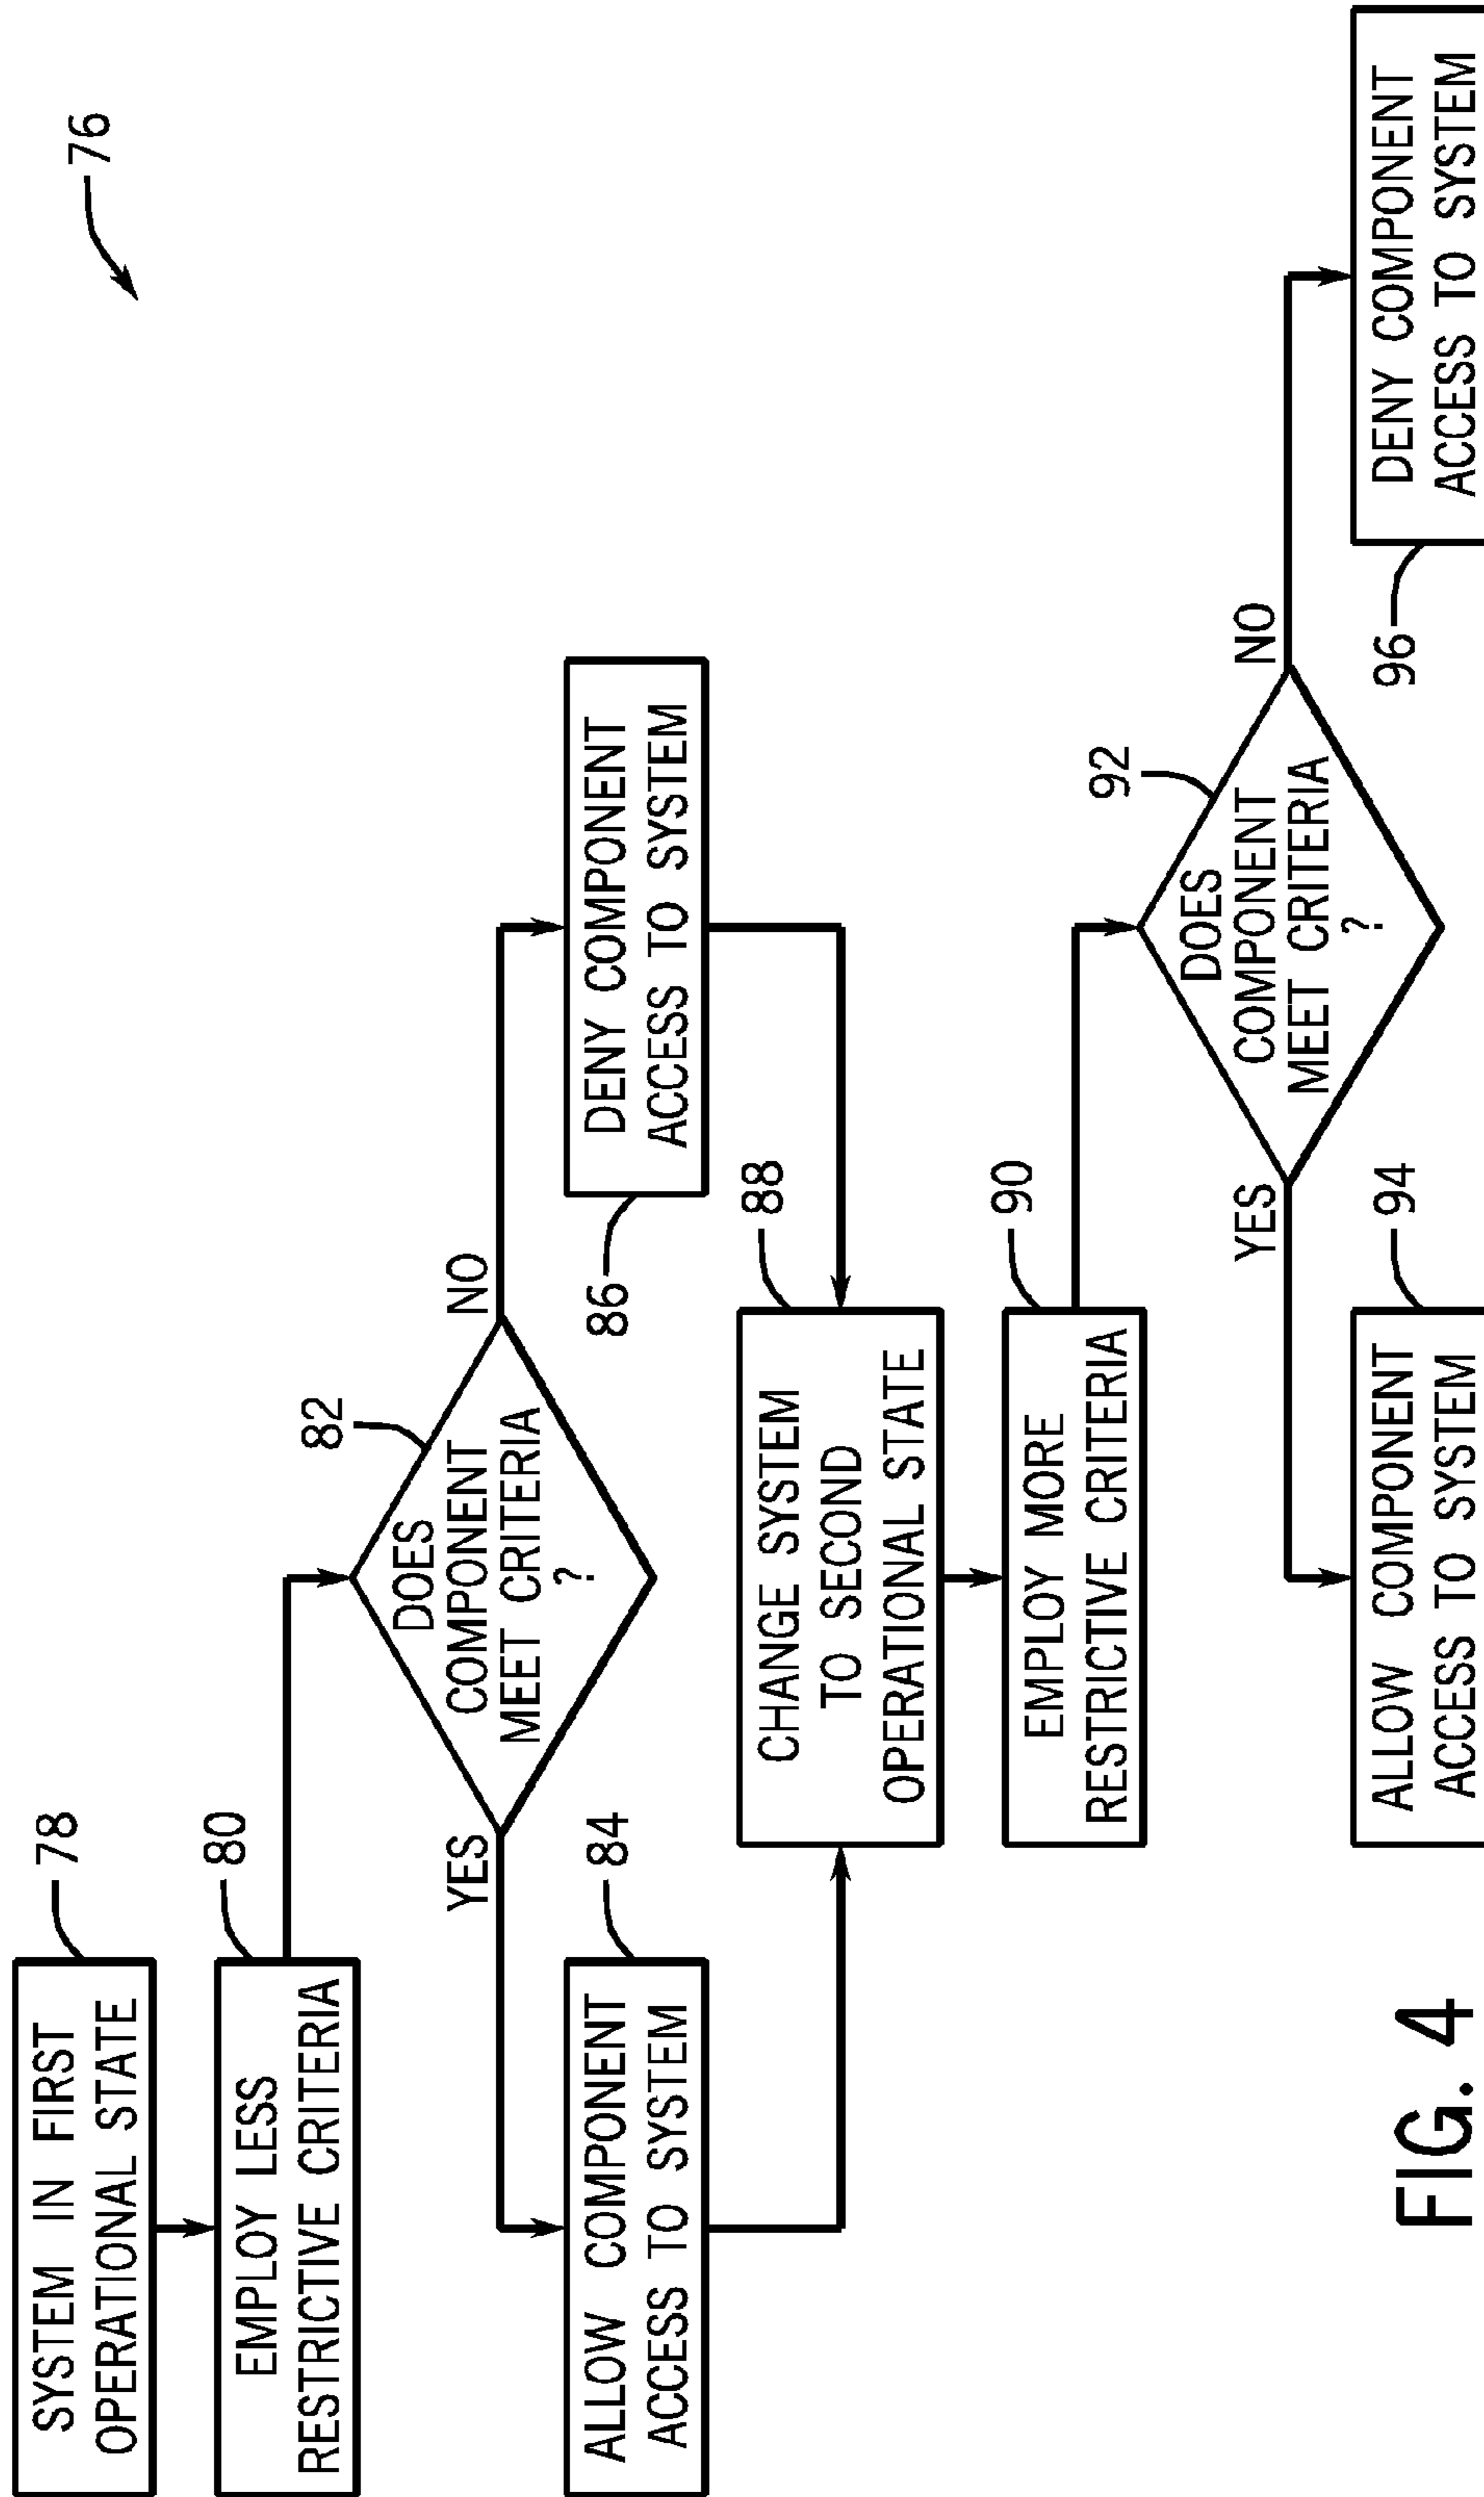 76
78
SYSTEM IN FIRST
OPERATIONAL STATE
80
EMPLOY LESS
RESTRICTIVE CRITERIA
82
DOES
COMPONENT
MEET CRITERIA
?
YES
NO
84
ALLOW COMPONENT
ACCESS TO SYSTEM
86
DENY COMPONENT
ACCESS TO SYSTEM
88
CHANGE SYSTEM
TO SECOND
OPERATIONAL STATE
90
EMPLOY MORE
RESTRICTIVE CRITERIA
92
DOES
COMPONENT
MEET CRITERIA
?
YES
NO
94
ALLOW COMPONENT
ACCESS TO SYSTEM
96
DENY COMPONENT
ACCESS TO SYSTEM
FIG. 4